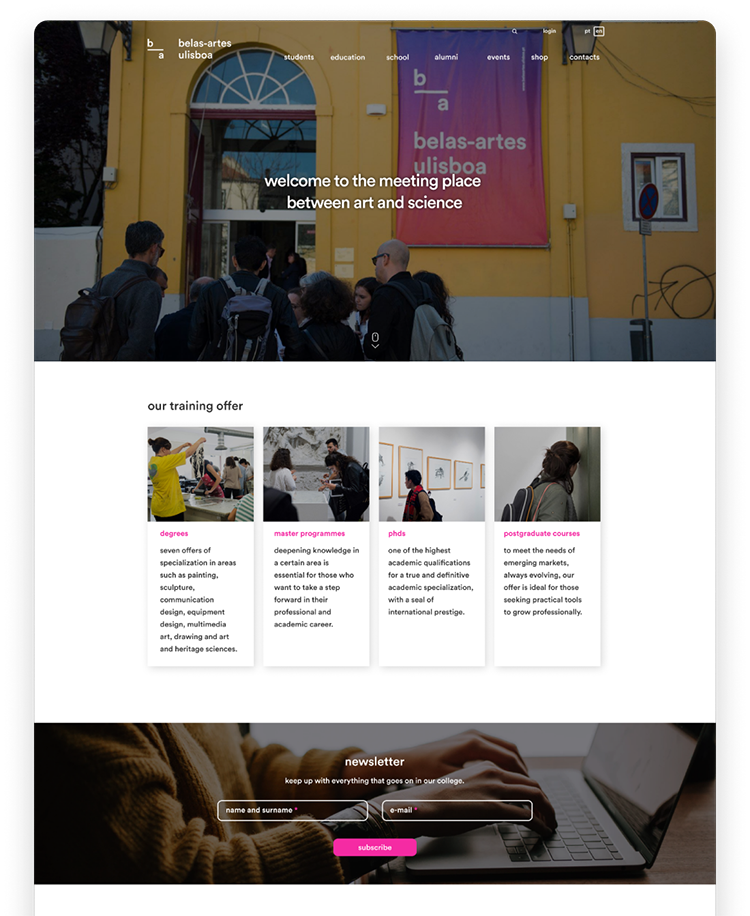 login
pt
en
b
a
belas-artes
ulisboa
students
education
school
alumni
events
shop
contacts
b
a
belas-artes
ulisboa
welcome to the meeting place
between art and science
our training offer
degrees
seven offers of
specialization in areas
such as painting,
sculpture,
communication
design, equipment
design, multimedia
art, drawing and art
and heritage sciences.
master programmes
deepening knowledge in
a certain area is
essential for those who
want to take a step
forward in their
professional and
academic career.
phds
one of the highest
academic qualifications
for a true and definitive
academic specialization,
with a seal of
international prestige.
postgraduate courses
to meet the needs of
emerging markets,
always evolving, our
offer is ideal for those
seeking practical tools
to grow professionally.
newsletter
keep up with everything that goes on in our college.
name and surname *
e-mail *
subscribe